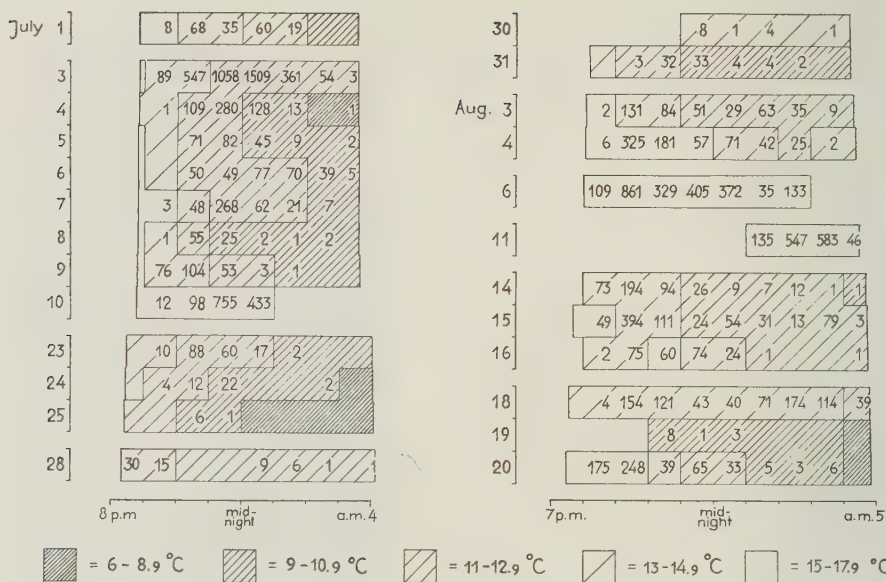 July 1 8 68 35 60 19
3 89 547 1058 1509 361 54 3
4 1 109 280 128 13 1
5 71 82 45 9 2
6 50 49 77 70 39 5
7 3 48 268 62 21 7
8 1 55 25 2 1 2
9 76 104 53 3 1
10 12 98 755 433
23 10 88 60 17 2
24 4 12 22 2
25 6 1
28 30 15 9 6 1 1
8 p.m mid- a.m. 4
night
30 8 1 4 1
31 3 32 33 4 4 2
Aug. 3 2 131 84 51 29 63 35 9
4 6 325 181 57 71 42 25 2
6 109 861 329 405 372 35 133
11 135 547 583 46
14 73 194 94 26 9 7 12 1 1
15 49 394 111 24 54 31 13 79 3
16 2 75 60 74 24 1 1
18 4 154 121 43 40 71 174 114 39
19 8 1 3
20 175 248 39 65 33 5 3 6
7 p.m. mid- a.m. 5
night
= 6 – 8.9 °C = 9 – 10.9 °C = 11 – 12.9 °C = 13 – 14.9 °C = 15 – 17.9 °C